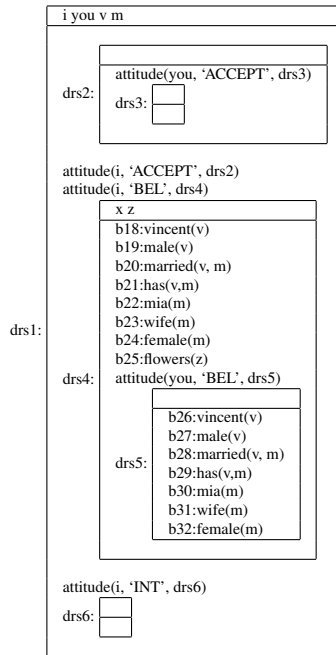 i you v m
attitude(you, ‘ACCEPT’, drs3)
drs2:
drs3:
attitude(i, ‘ACCEPT’, drs2)
attitude(i, ‘BEL’, drs4)
x z
b18:vincent(v)
b19:male(v)
b20:married(v, m)
b21:has(v,m)
b22:mia(m)
b23:wife(m)
drs1:
b24:female(m)
b25:flowers(z)
drs4:
attitude(you, ‘BEL’, drs5)
b26:vincent(v)
b27:male(v)
b28:married(v, m)
drs5:
b29:has(v,m)
b30:mia(m)
b31:wife(m)
b32:female(m)
attitude(i, ‘INT’, drs6)
drs6: